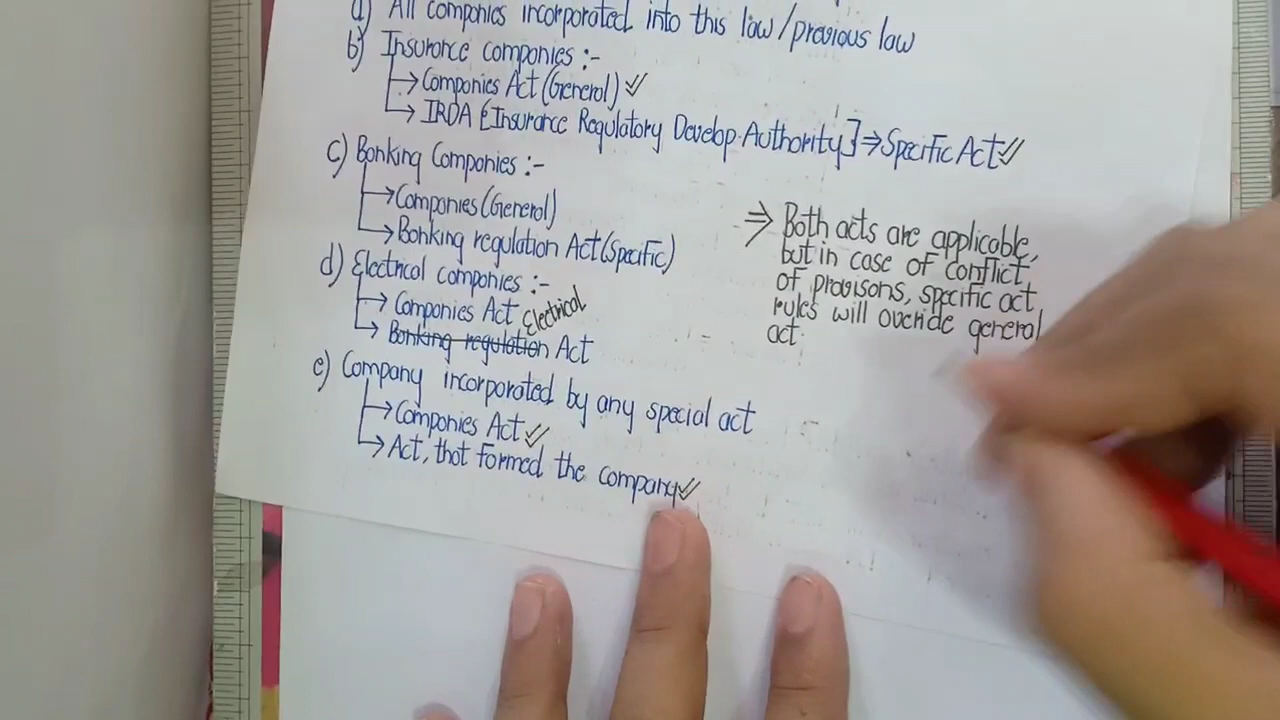 a) All companies incorporated into this law/previous law
b) Insurance companies :-
→ Companies Act (General) ✓
→ IRDA [Insurance Regulatory Develop. Authority] ⇒ Specific Act ✓
c) Banking Companies :-
→ Companies (General)
→ Banking regulation Act (Specific)
d) Electrical companies :-
→ Companies Act
Electrical
→ Banking regulation Act
e) Company incorporated by any special act
→ Companies Act ✓
→ Act, that formed the company ✓
⇒ Both acts are applicable,
but in case of conflict
of provisons, specific act
rules will overide general
act.